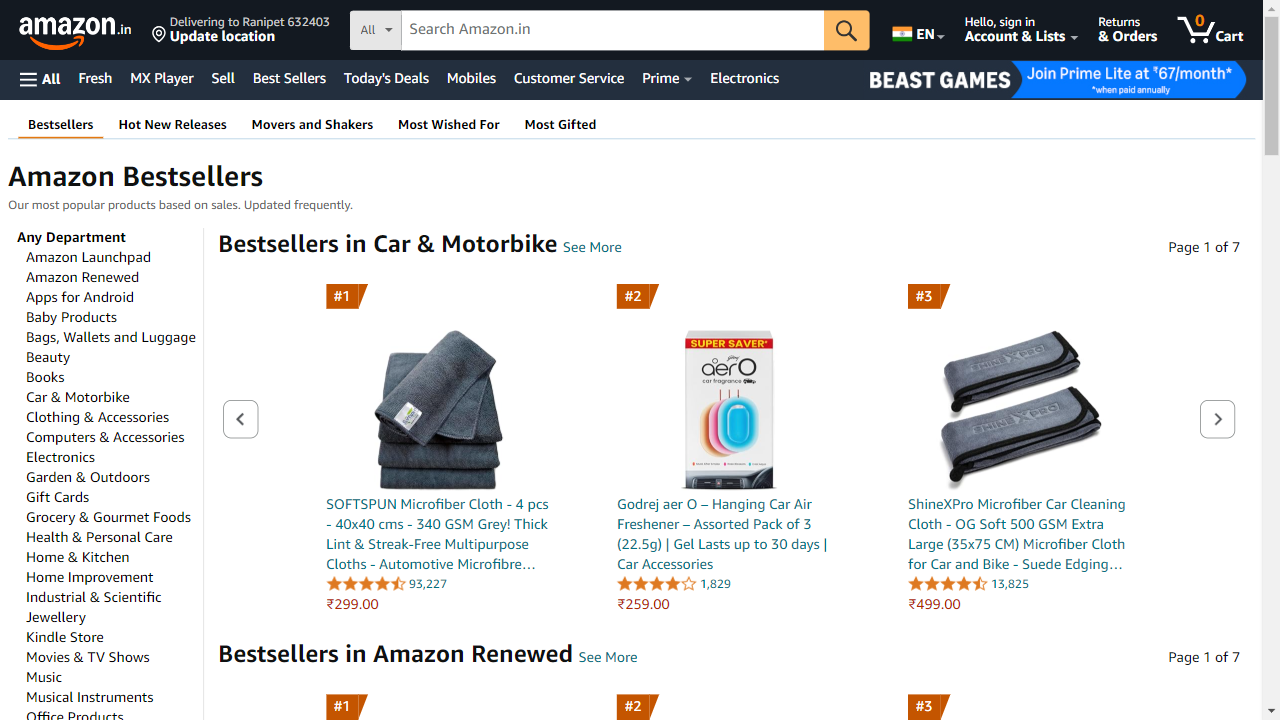 amazon.in
Delivering to Ranipet 632403
Update location
All
Search Amazon.in
EN
Hello, sign in
Account & Lists
Returns
& Orders
0
Cart
All
Fresh
MX Player
Sell
Best Sellers
Today's Deals
Mobiles
Customer Service
Prime
Electronics
BEAST GAMES
Join Prime Lite at ₹67/month*
*when paid annually
Bestsellers
Hot New Releases
Movers and Shakers
Most Wished For
Most Gifted
Amazon Bestsellers
Our most popular products based on sales. Updated frequently.
Any Department
Amazon Launchpad
Amazon Renewed
Apps for Android
Baby Products
Bags, Wallets and Luggage
Beauty
Books
Car & Motorbike
Clothing & Accessories
Computers & Accessories
Electronics
Garden & Outdoors
Gift Cards
Grocery & Gourmet Foods
Health & Personal Care
Home & Kitchen
Home Improvement
Industrial & Scientific
Jewellery
Kindle Store
Movies & TV Shows
Music
Musical Instruments
Office Products
Bestsellers in Car & Motorbike
See More
Page 1 of 7
#1
SOFTSPUN Microfiber Cloth - 4 pcs
- 40x40 cms - 340 GSM Grey! Thick
Lint & Streak-Free Multipurpose
Cloths - Automotive Microfibre…
93,227
₹299.00
#2
SUPER SAVER*
aerO
car fragrance
Godrej aer O – Hanging Car Air
Freshener – Assorted Pack of 3
(22.5g) | Gel Lasts up to 30 days |
Car Accessories
1,829
₹259.00
#3
SHINEXPRO
SHINEXPRO
ShineXPro Microfiber Car Cleaning
Cloth - OG Soft 500 GSM Extra
Large (35x75 CM) Microfiber Cloth
for Car and Bike - Suede Edging…
13,825
₹499.00
Bestsellers in Amazon Renewed
See More
Page 1 of 7
#1
#2
#3